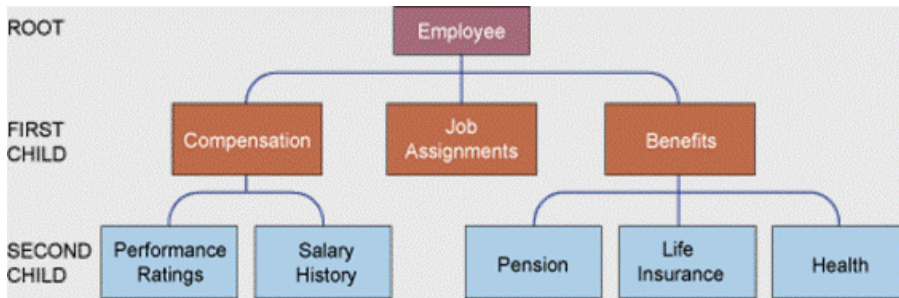 ROOT
Employee
FIRST
CHILD
Compensation
Job
Assignments
Benefits
SECOND
CHILD
Performance
Ratings
Salary
History
Pension
Life
Insurance
Health